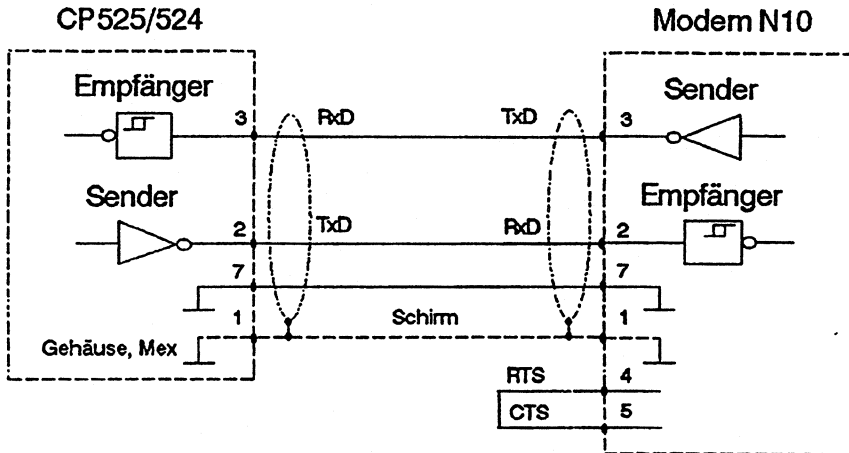 CP525/524 Modem N10
Empfänger Sender
3 RxD TxD 3
Sender Empfänger
2 TxD RxD 2
7 7
1 Schirm 1
Gehäuse, Mex
RTS 4
CTS 5